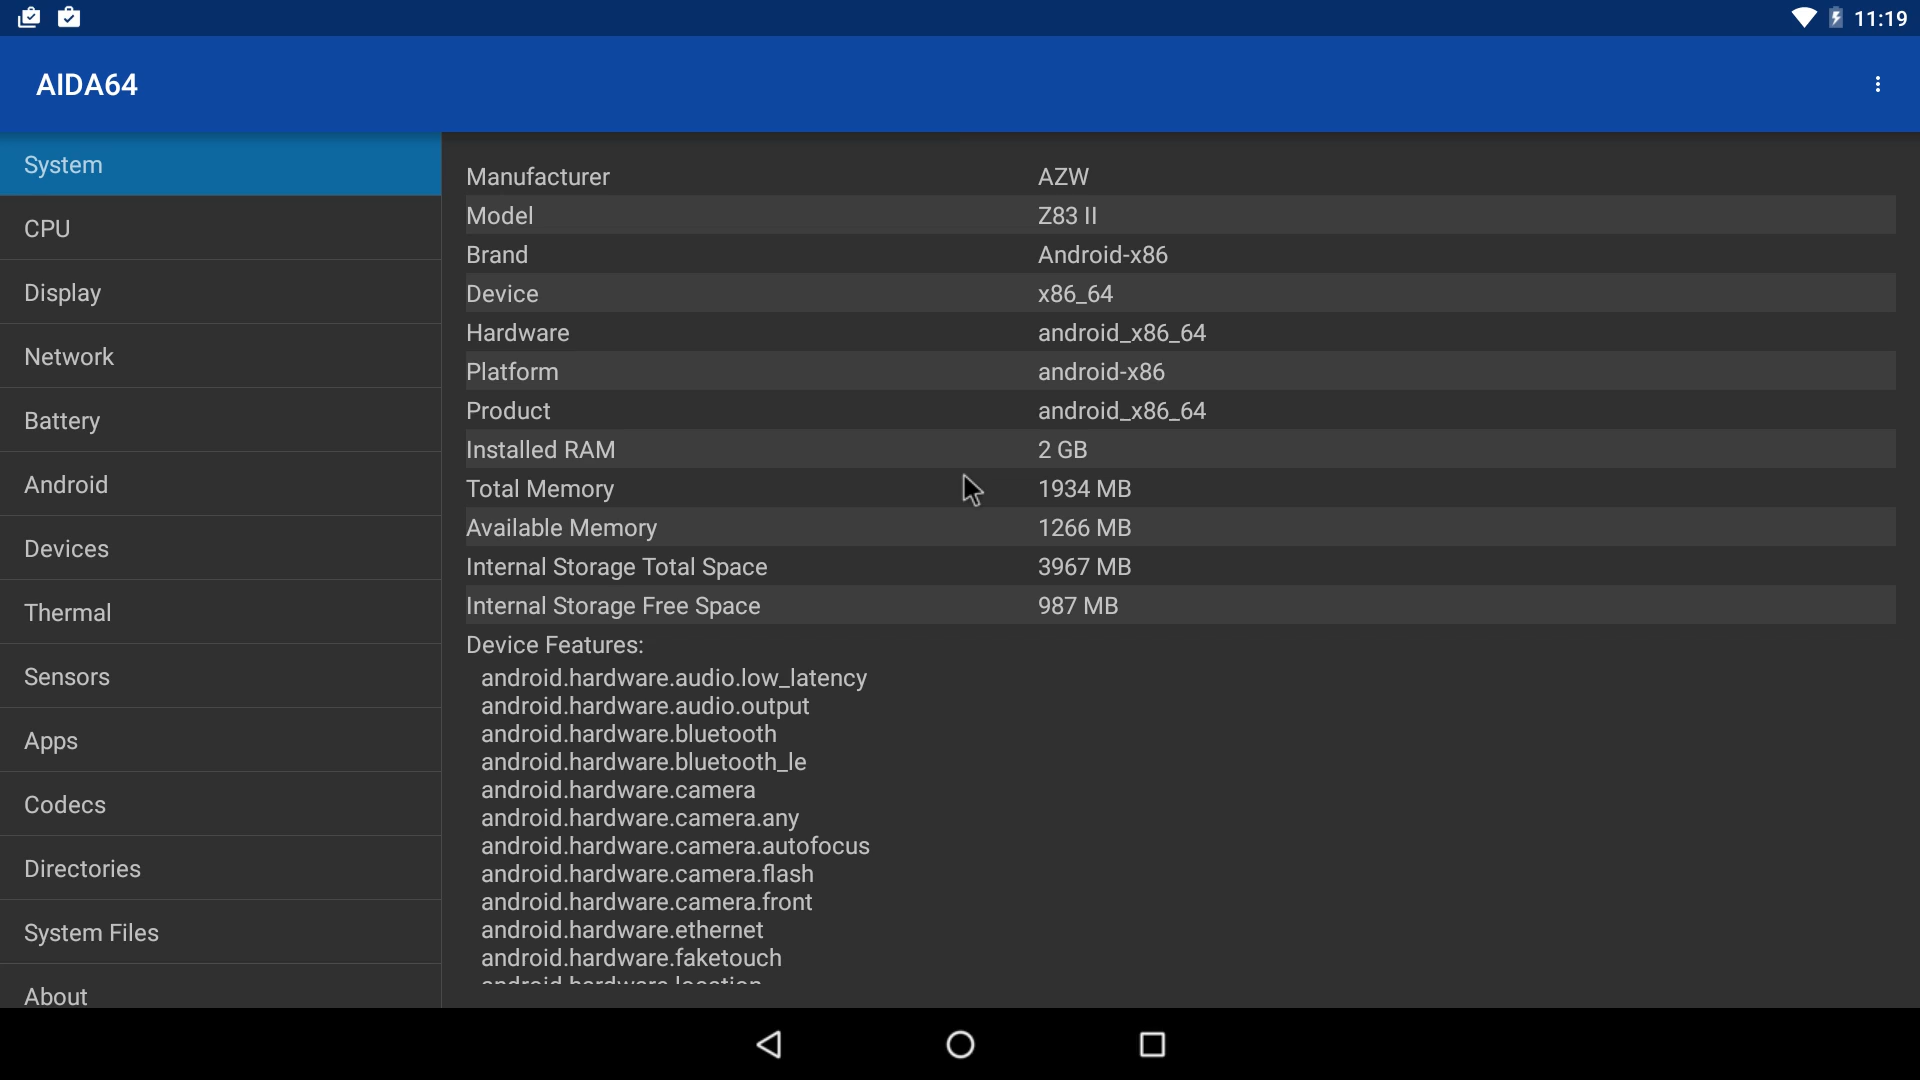 11:19
AIDA64
System
CPU
Display
Network
Battery
Android
Devices
Thermal
Sensors
Apps
Codecs
Directories
System Files
About
Manufacturer AZW
Model Z83 II
Brand Android-x86
Device x86_64
Hardware android_x86_64
Platform android-x86
Product android_x86_64
Installed RAM 2 GB
Total Memory 1934 MB
Available Memory 1266 MB
Internal Storage Total Space 3967 MB
Internal Storage Free Space 987 MB
Device Features:
android.hardware.audio.low_latency
android.hardware.audio.output
android.hardware.bluetooth
android.hardware.bluetooth_le
android.hardware.camera
android.hardware.camera.any
android.hardware.camera.autofocus
android.hardware.camera.flash
android.hardware.camera.front
android.hardware.ethernet
android.hardware.faketouch
android.hardware.location